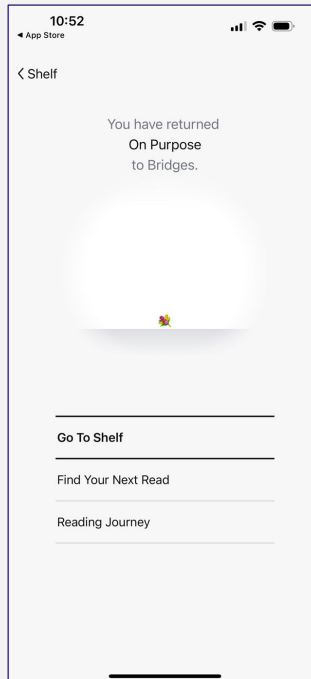 10:52
◀ App Store
< Shelf
You have returned
On Purpose
to Bridges.
Go To Shelf
Find Your Next Read
Reading Journey